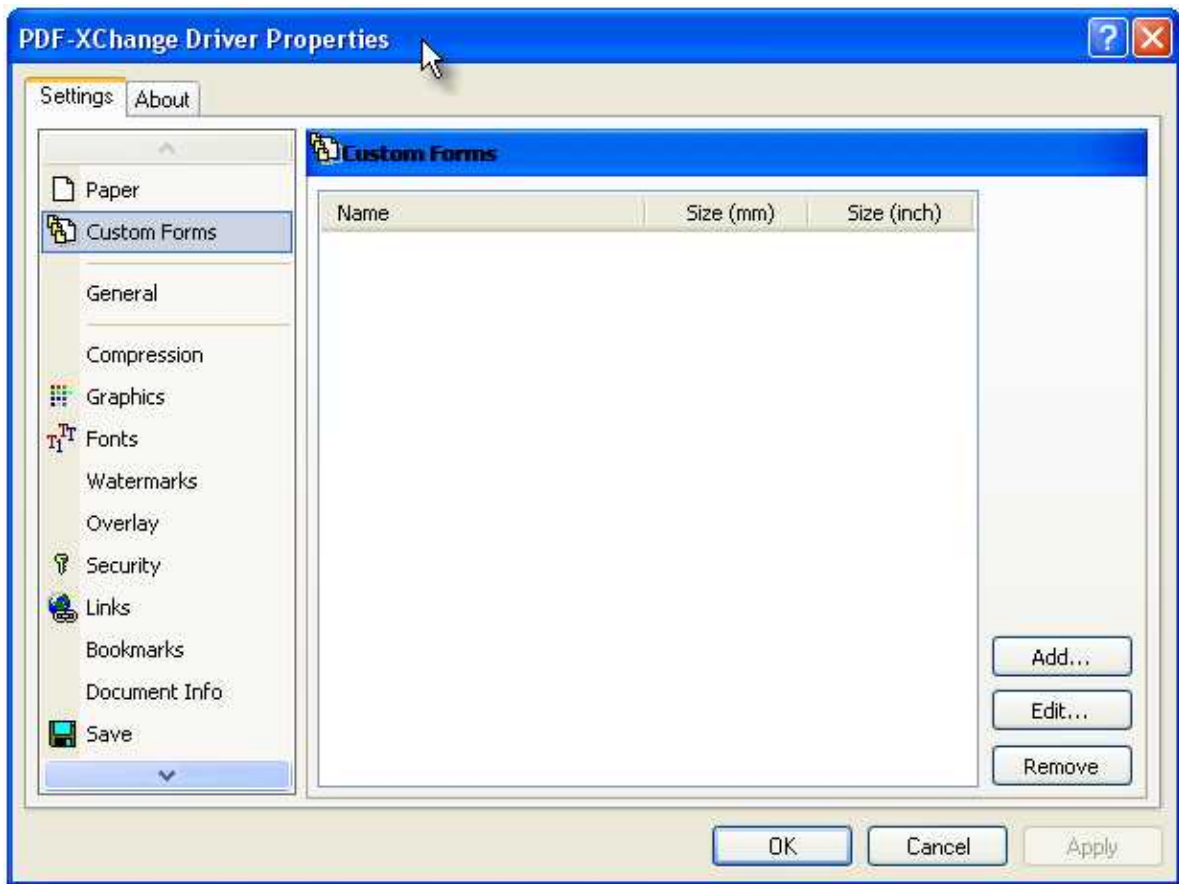 PDF-XChange Driver Properties
Settings
About
Paper
Custom Forms
General
Compression
Graphics
Fonts
Watermarks
Overlay
Security
Links
Bookmarks
Document Info
Save
Custom Forms
Name Size (mm) Size (inch)
Add...
Edit...
Remove
OK
Cancel
Apply